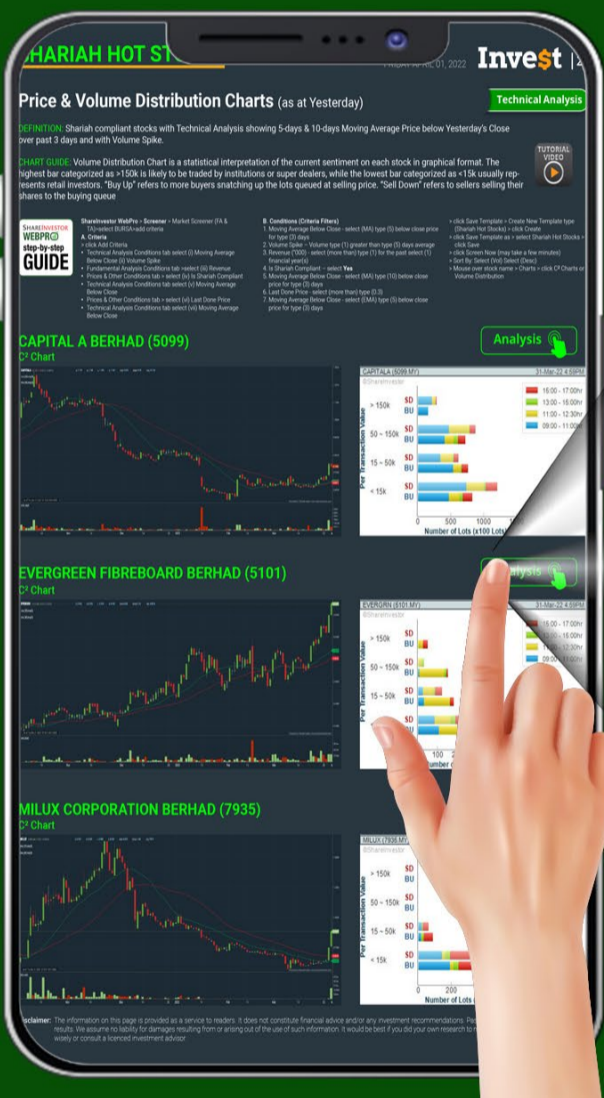 SHARIAH HOT ST
FRIDAY APRIL 01, 2022
Inve$t
Price & Volume Distribution Charts (as at Yesterday)
Technical Analysis
DEFINITION: Shariah compliant stocks with Technical Analysis showing 5-days & 10-days Moving Average Price below Yesterday's Close
over past 3 days and with Volume Spike.
CHART GUIDE: Volume Distribution Chart is a statistical interpretation of the current sentiment on each stock in graphical format. The
highest bar categorized as >150k is likely to be traded by institutions or super dealers, while the lowest bar categorized as <15k usually rep-
resents retail investors. "Buy Up" refers to more buyers snatching up the lots queued at selling price. "Sell Down" refers to sellers selling their
shares to the buying queue
TUTORIAL
VIDEO
SHAREINVESTOR
WEBPRO
step-by-step
GUIDE
ShareInvestor WebPro > Screener > Market Screener (FA &
TA)>select BURSA>add criteria
A. Criteria
> click Add Criteria
• Technical Analysis Conditions tab select (i) Moving Average
Below Close (ii) Volume Spike
• Fundamental Analysis Conditions tab >select (iii) Revenue
• Prices & Other Conditions tab > select (iv) Is Shariah Compliant
• Technical Analysis Conditions tab > select (v) Moving Average
Below Close
• Prices & Other Conditions tab > select (vi) Last Done Price
• Technical Analysis Conditions tab > select (vii) Moving Average
Below Close
B. Conditions (Criteria Filters)
1. Moving Average Below Close - select (MA) type (5) below close price
for type (3) days
2. Volume Spike – Volume type (1) greater than type (5) days average
3. Revenue ('000) - select (more than) type (1) for the past select (1)
financial year(s)
4. Is Shariah Compliant – select Yes
5. Moving Average Below Close - select (MA) type (10) below close
price for type (3) days
6. Last Done Price - select (more than) type (0.3)
7. Moving Average Below Close - select (EMA) type (5) below close
price for type (3) days
> click Save Template > Create New Template type
(Shariah Hot Stocks) > click Create
> click Save Template as > select Shariah Hot Stocks >
click Save
> click Screen Now (may take a few minutes)
> Sort By: Select (Vol) Select (Desc)
> Mouse over stock name > Charts > click C² Charts or
Volume Distribution
CAPITAL A BERHAD (5099)
Analysis
C² Chart
CAPITALA (5099.MY)
31-Mar-22 4:59PM
©ShareInvestor
Per Transaction Value
> 150k
SD
BU
50 – 150k
SD
BU
15 – 50k
SD
BU
< 15k
SD
BU
16:00 - 17:00hr
13:00 - 16:00hr
11:00 - 12:30hr
09:00 - 11:00hr
0
500
1000
Number of Lots (x100 Lots)
EVERGREEN FIBREBOARD BERHAD (5101)
C² Chart
EVERGRN (5101.MY)
31-Mar-22 4:59PM
©ShareInvestor
Per Transaction Value
> 150k
SD
BU
50 – 150k
SD
BU
15 – 50k
SD
BU
SD
BU
100
MILUX CORPORATION BERHAD (7935)
C² Chart
MILUX (7935.MY)
©ShareInvestor
Per Transaction Value
> 150k
SD
BU
50 – 150k
SD
BU
15 – 50k
SD
BU
< 15k
SD
BU
0
200
Number of Lots
isclaimer: The information on this page is provided as a service to readers. It does not constitute financial advice and/or any investment recommendations. Pas
results. We assume no liability for damages resulting from or arising out of the use of such information. It would be best if you did your own research to
wisely or consult a licenced investment advisor.